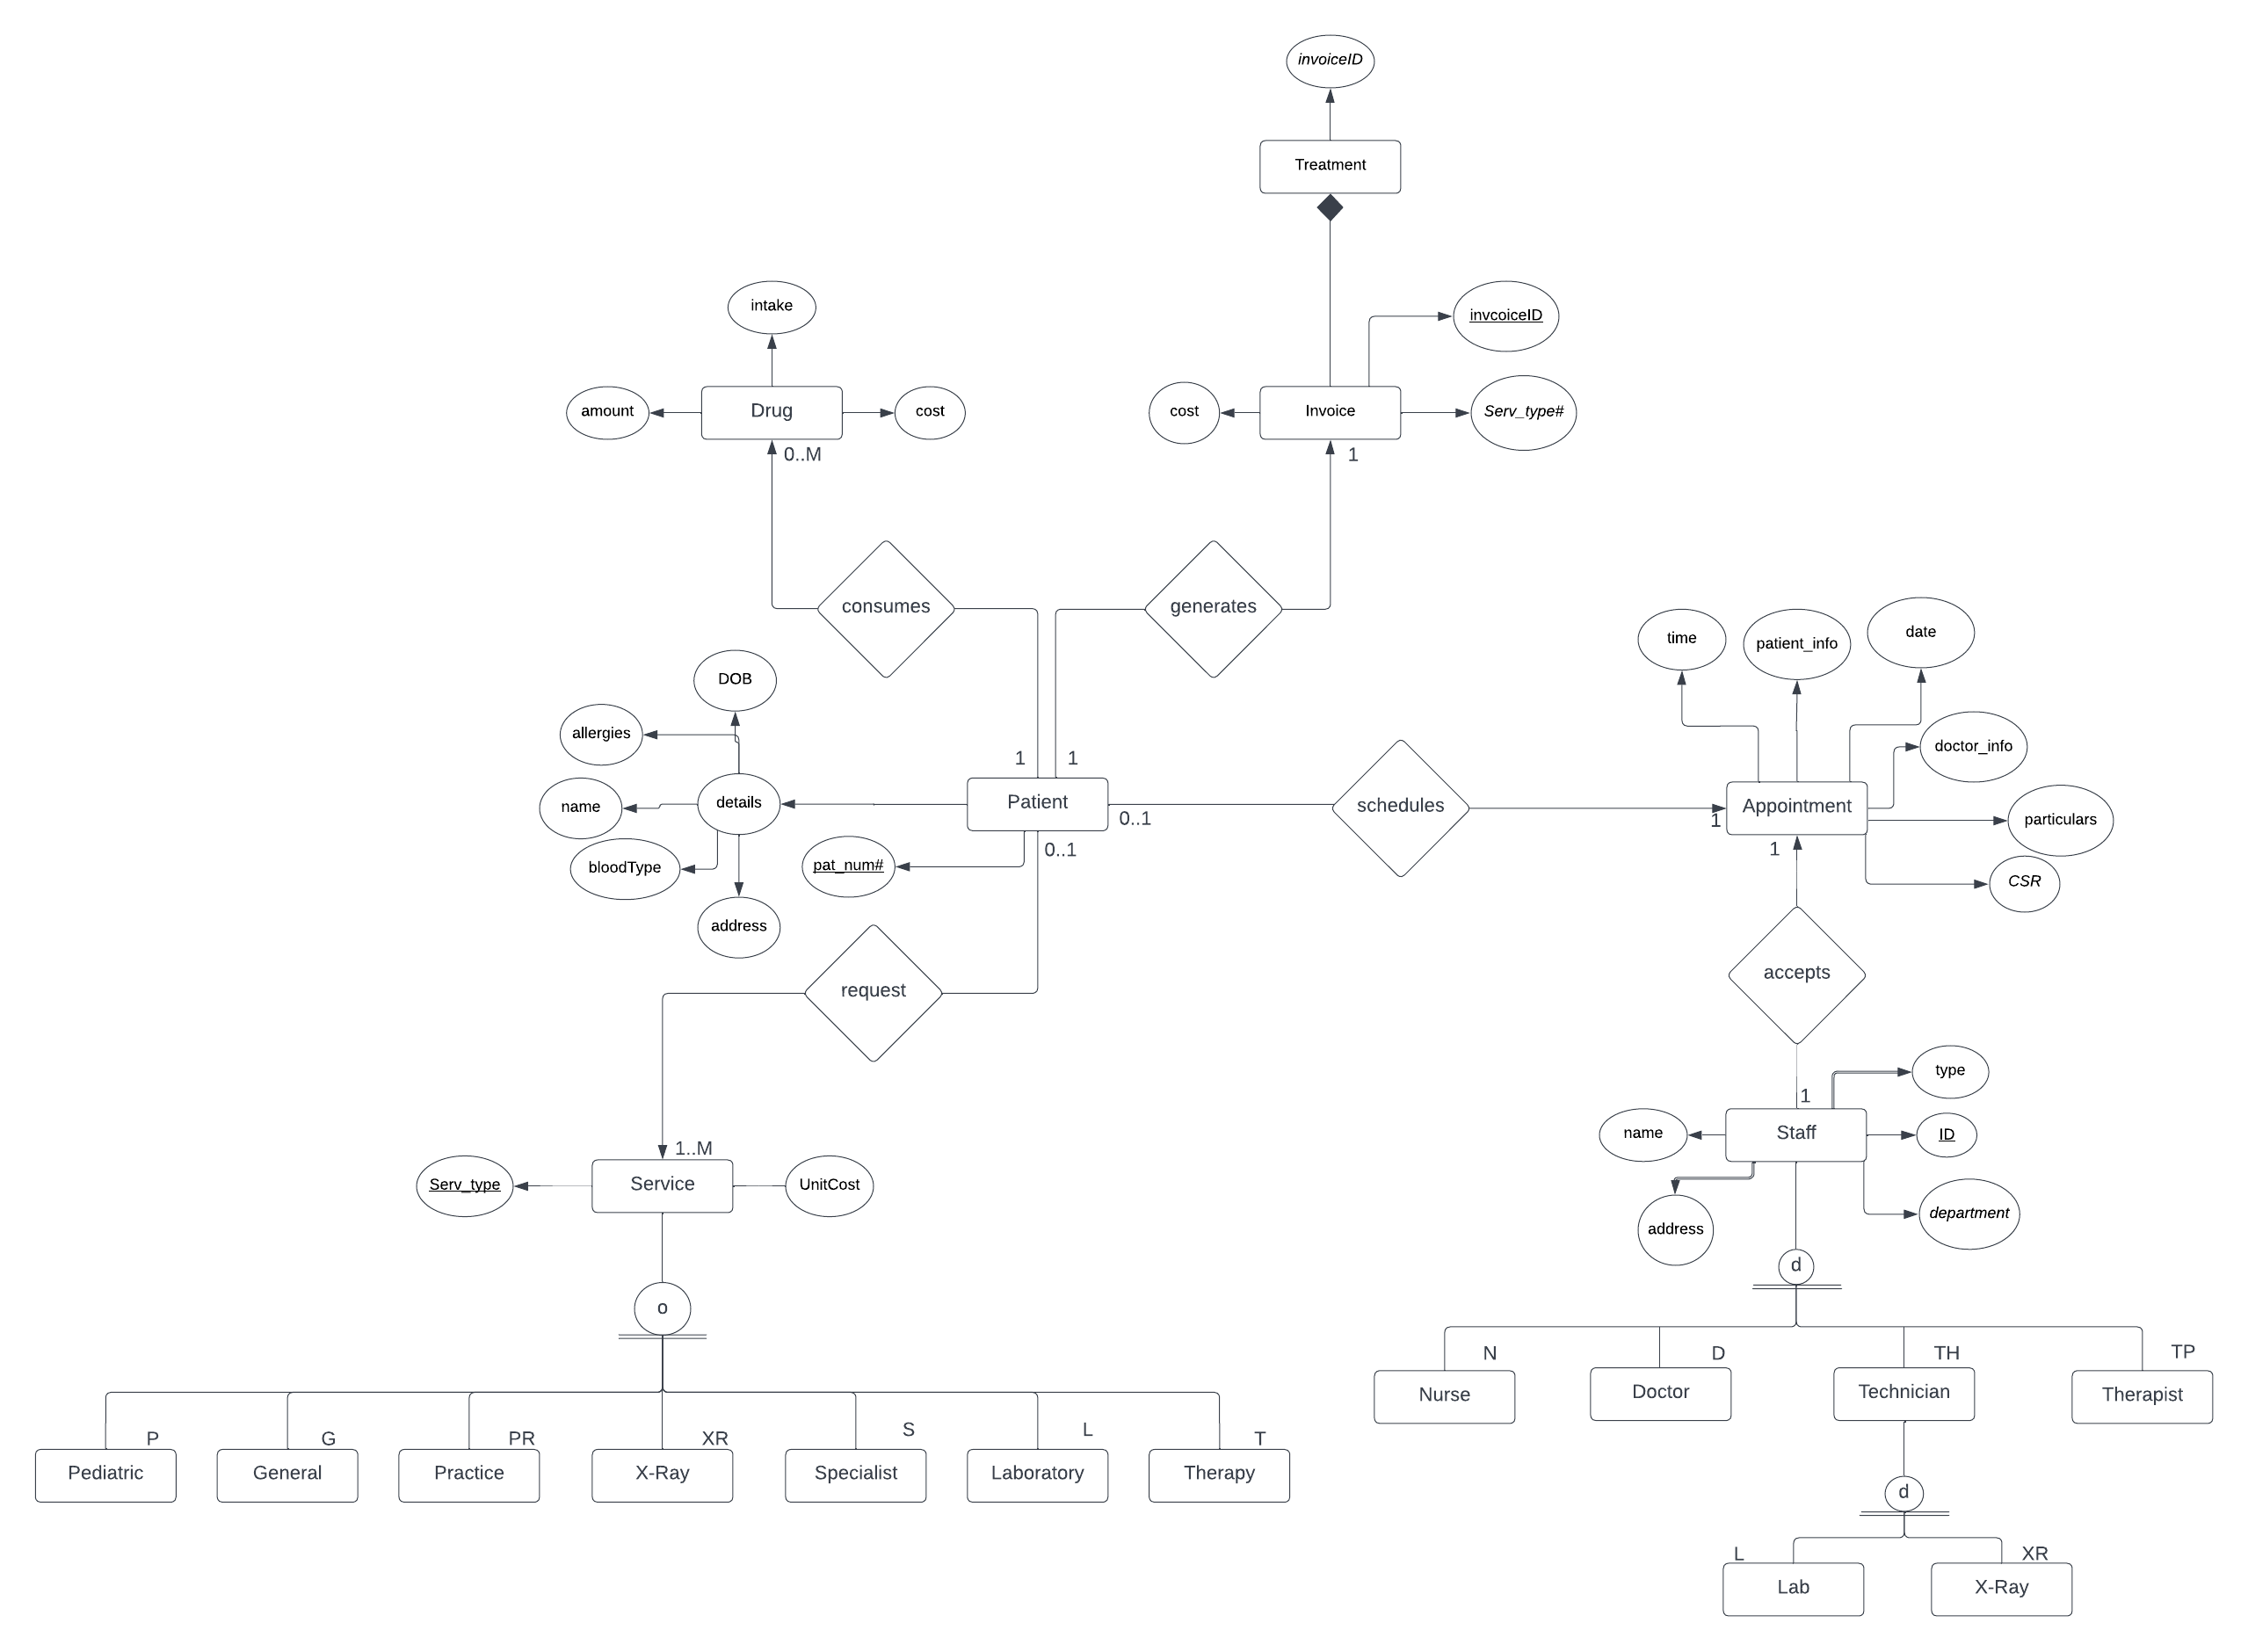 invoiceID
Treatment
intake
invcoiceID
amount
Drug
cost
cost
Invoice
Serv_type#
0..M
1
consumes
generates
time
patient_info
date
DOB
allergies
doctor_info
1
1
details
name
Patient
schedules
Appointment
0..1
1
particulars
0..1
1
bloodType
pat_num#
CSR
address
request
accepts
type
1
name
Staff
ID
1..M
Serv_type
Service
UnitCost
address
department
d
o
N
D
TH
TP
Nurse
Doctor
Technician
Therapist
P
G
PR
XR
S
L
T
Pediatric
General
Practice
X-Ray
Specialist
Laboratory
Therapy
d
L
XR
Lab
X-Ray